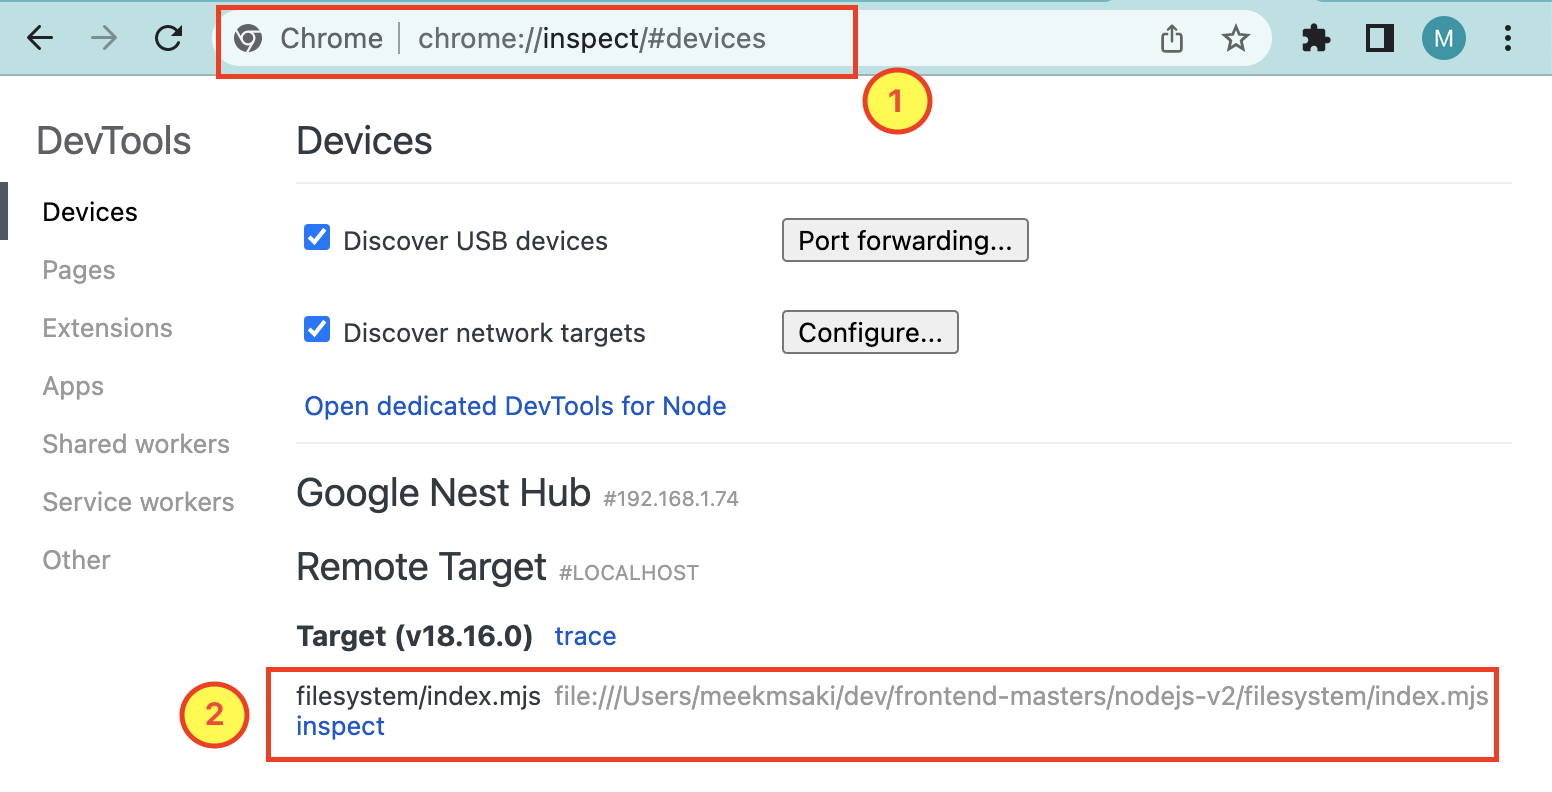 Chrome | chrome://inspect/#devices
M
1
DevTools
Devices
Pages
Extensions
Apps
Shared workers
Service workers
Other
Devices
Discover USB devices
Port forwarding...
Discover network targets
Configure...
Open dedicated DevTools for Node
Google Nest Hub #192.168.1.74
Remote Target #LOCALHOST
Target (v18.16.0) trace
2
filesystem/index.mjs file:///Users/meekmsaki/dev/frontend-masters/nodejs-v2/filesystem/index.mjs
inspect